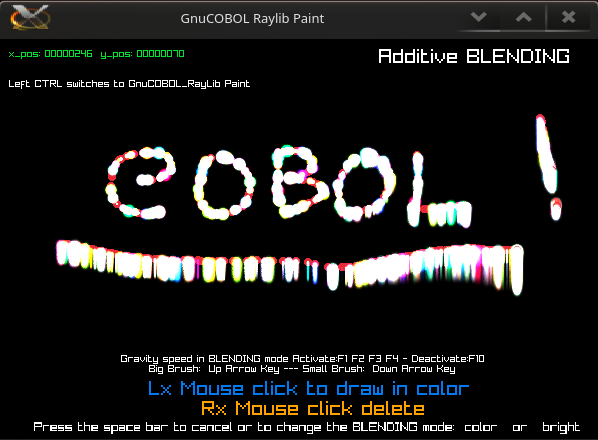 GnuCOBOL Raylib Paint
x_pos: 00000246 y_pos: 00000070
Additive BLENDING
Left CTRL switches to GnuCOBOL_RayLib Paint
COBOL !
Gravity speed in BLENDING mode Activate:F1 F2 F3 F4 - Deactivate:F10
Big Brush: Up Arrow Key --- Small Brush: Down Arrow Key
Lx Mouse click to draw in color
Rx Mouse click delete
Press the space bar to cancel or to change the BLENDING mode: color or bright